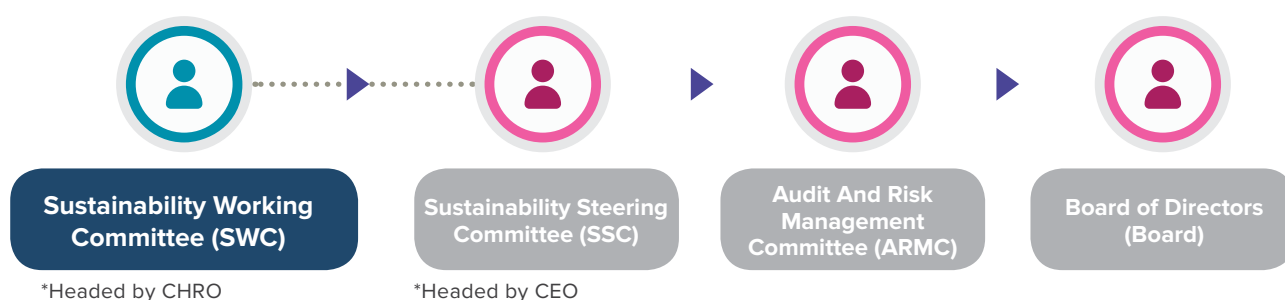 Sustainability Working
Committee (SWC)
*Headed by CHRO
Sustainability Steering
Committee (SSC)
*Headed by CEO
Audit And Risk
Management
Committee (ARMC)
Board of Directors
(Board)